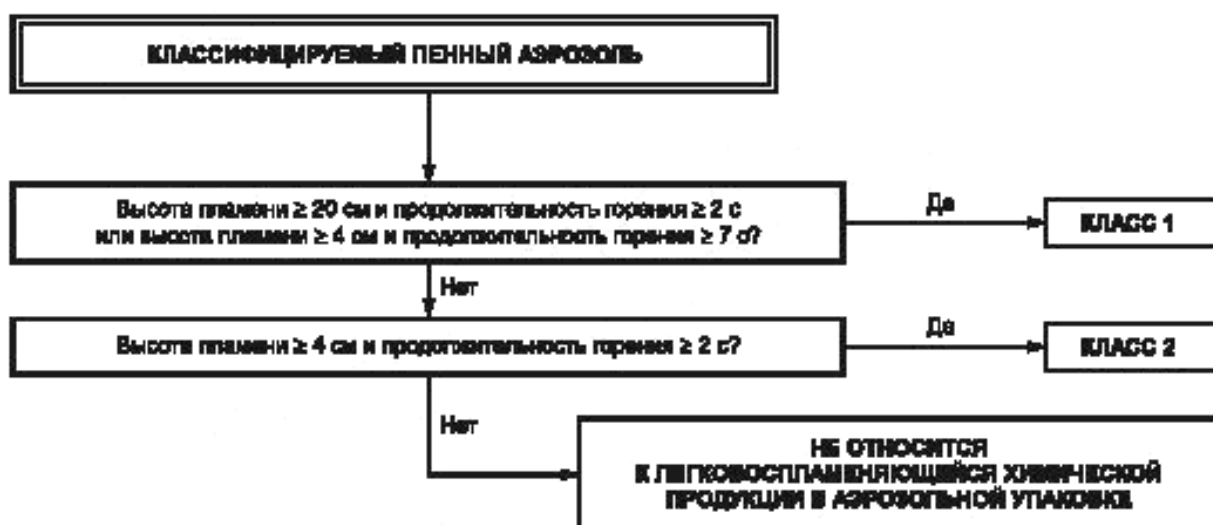 КЛАССИФИЦИРУЕМЫЙ ПЕННЫЙ АЭРОЗОЛЬ
Высота пламени ≥ 20 см и продолжительность горения ≥ 2 с
или высота пламени ≥ 4 см и продолжительность горения ≥ 7 с?
Да
КЛАСС 1
Нет
Высота пламени ≥ 4 см и продолжительность горения ≥ 2 с?
Да
КЛАСС 2
Нет
НЕ ОТНОСИТСЯ
К ЛЕГКОВОСПЛАМЕНЯЮЩЕЙСЯ ХИМИЧЕСКОЙ
ПРОДУКЦИИ В АЭРОЗОЛЬНОЙ УПАКОВКЕ